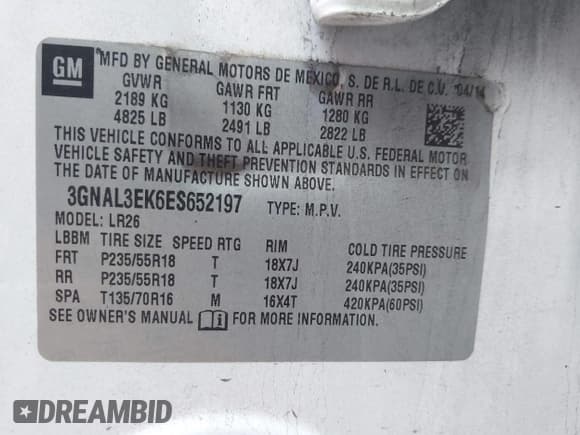 GM
MFD BY GENERAL MOTORS DE MEXICO, S. DE R.L. DE C.V. 04/14
GVWR GAWR FRT GAWR RR
2189 KG 1130 KG 1280 KG
4825 LB 2491 LB 2822 LB
THIS VEHICLE CONFORMS TO ALL APPLICABLE U.S. FEDERAL MOTOR
VEHICLE SAFETY AND THEFT PREVENTION STANDARDS IN EFFECT ON
THE DATE OF MANUFACTURE SHOWN ABOVE.
3GNAL3EK6ES652197 TYPE: M.P.V.
MODEL: LR26
LBBM TIRE SIZE SPEED RTG RIM COLD TIRE PRESSURE
FRT P235/55R18 T 18X7J 240KPA(35PSI)
RR P235/55R18 T 18X7J 240KPA(35PSI)
SPA T135/70R16 M 16X4T 420KPA(60PSI)
SEE OWNER'S MANUAL FOR MORE INFORMATION.
DREAMBID